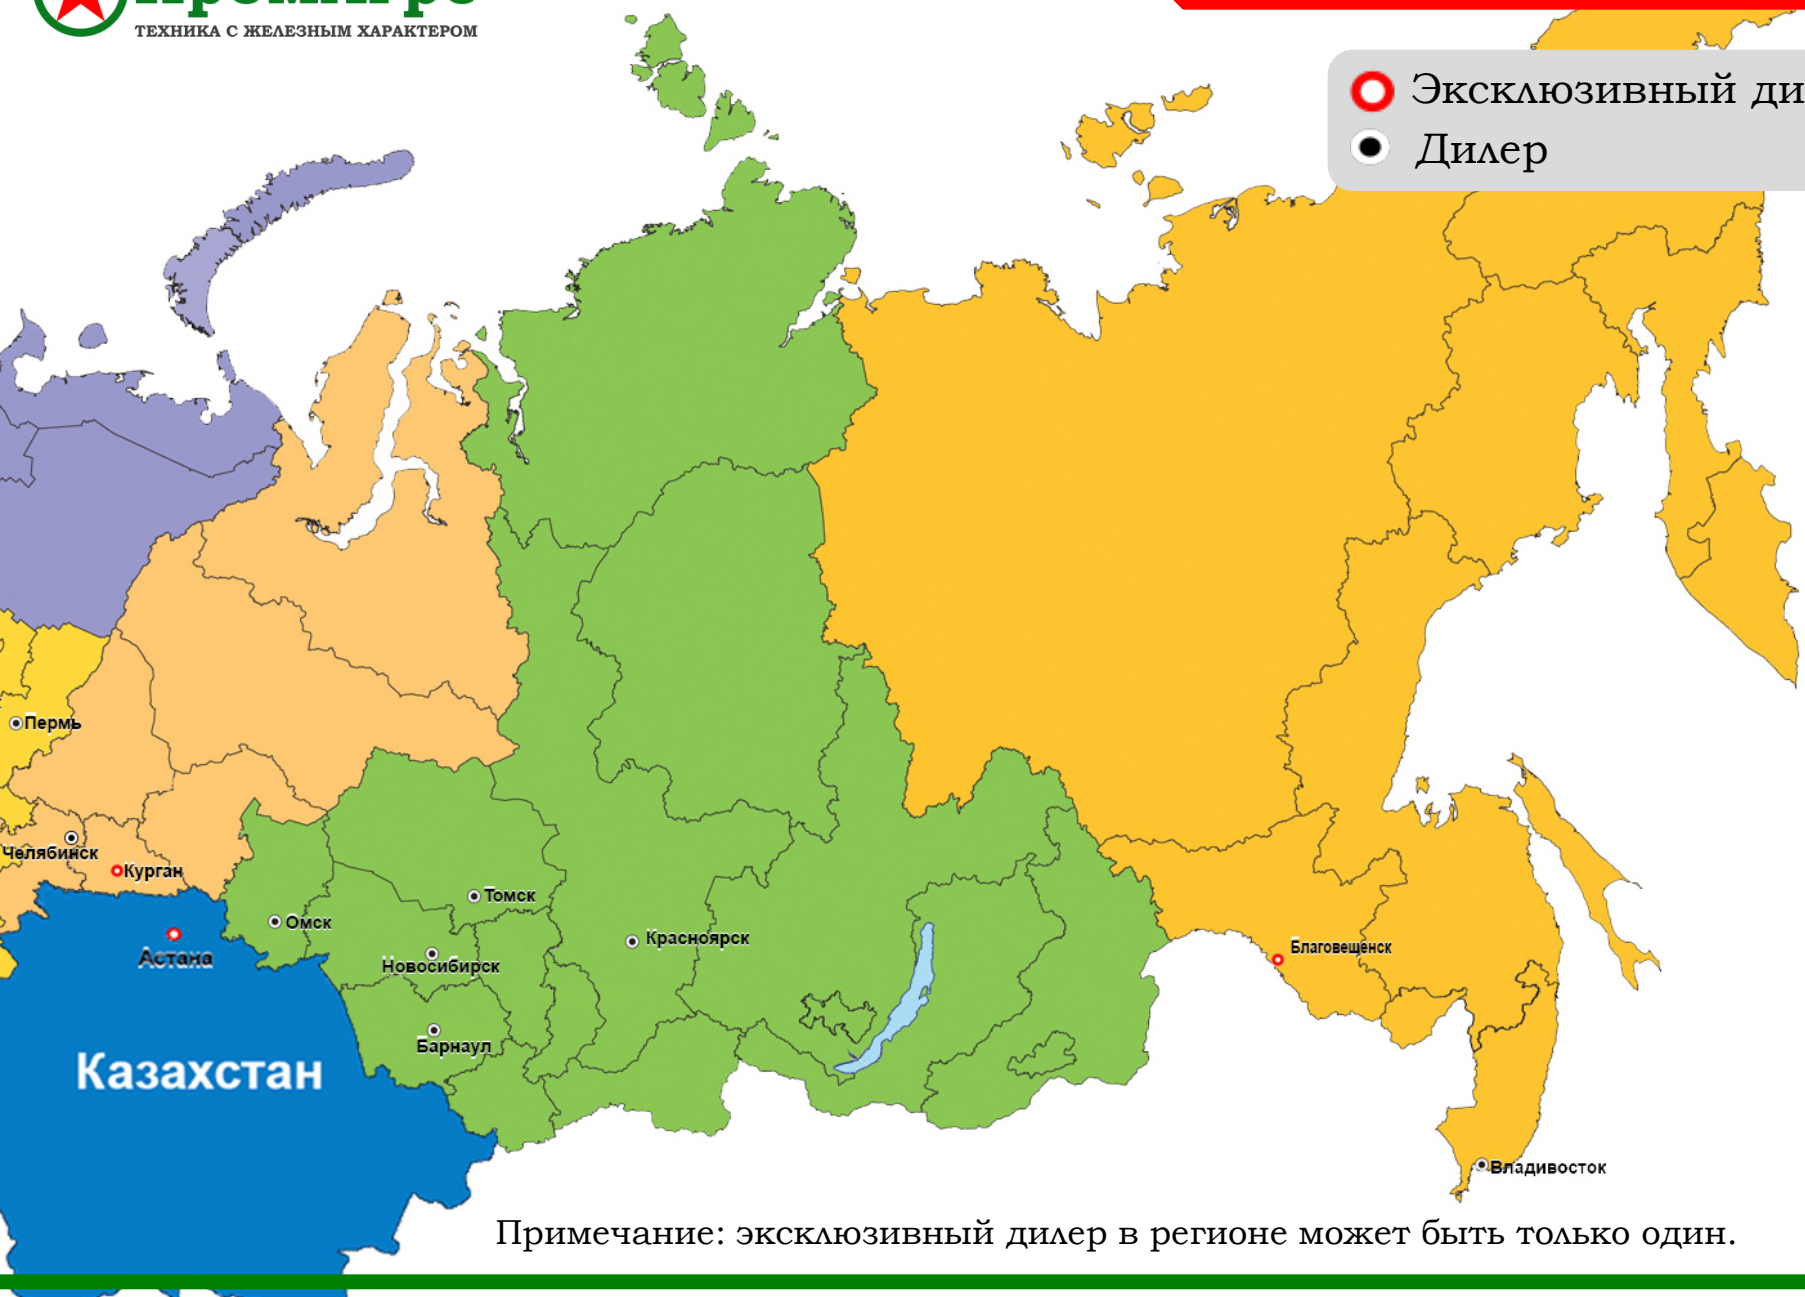 ТЕХНИКА С ЖЕЛЕЗНЫМ ХАРАКТЕРОМ
Эксклюзивный ди
Дилер
Пермь
Челябинск
Курган
Астана
Омск
Томск
Новосибирск
Красноярск
Барнаул
Благовещенск
Казахстан
Владивосток
Примечание: эксклюзивный дилер в регионе может быть только один.